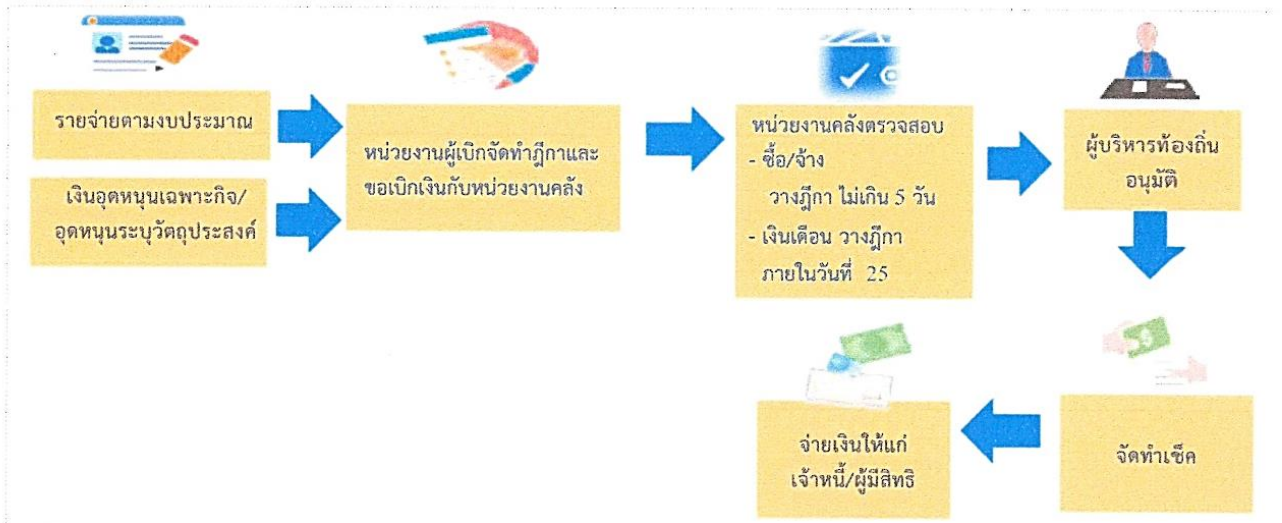 รายจ่ายตามงบประมาณ
เงินอุดหนุนเฉพาะกิจ/
อุดหนุนระบุวัตถุประสงค์
หน่วยงานผู้เบิกจัดทำฎีกาและ
ขอเบิกเงินกับหน่วยงานคลัง
หน่วยงานคลังตรวจสอบ
- ซื้อ/จ้าง
วางฎีกา ไม่เกิน 5 วัน
- เงินเดือน วางฎีกา
ภายในวันที่ 25
ผู้บริหารท้องถิ่น
อนุมัติ
จัดทำเช็ค
จ่ายเงินให้แก่
เจ้าหนี้/ผู้มีสิทธิ